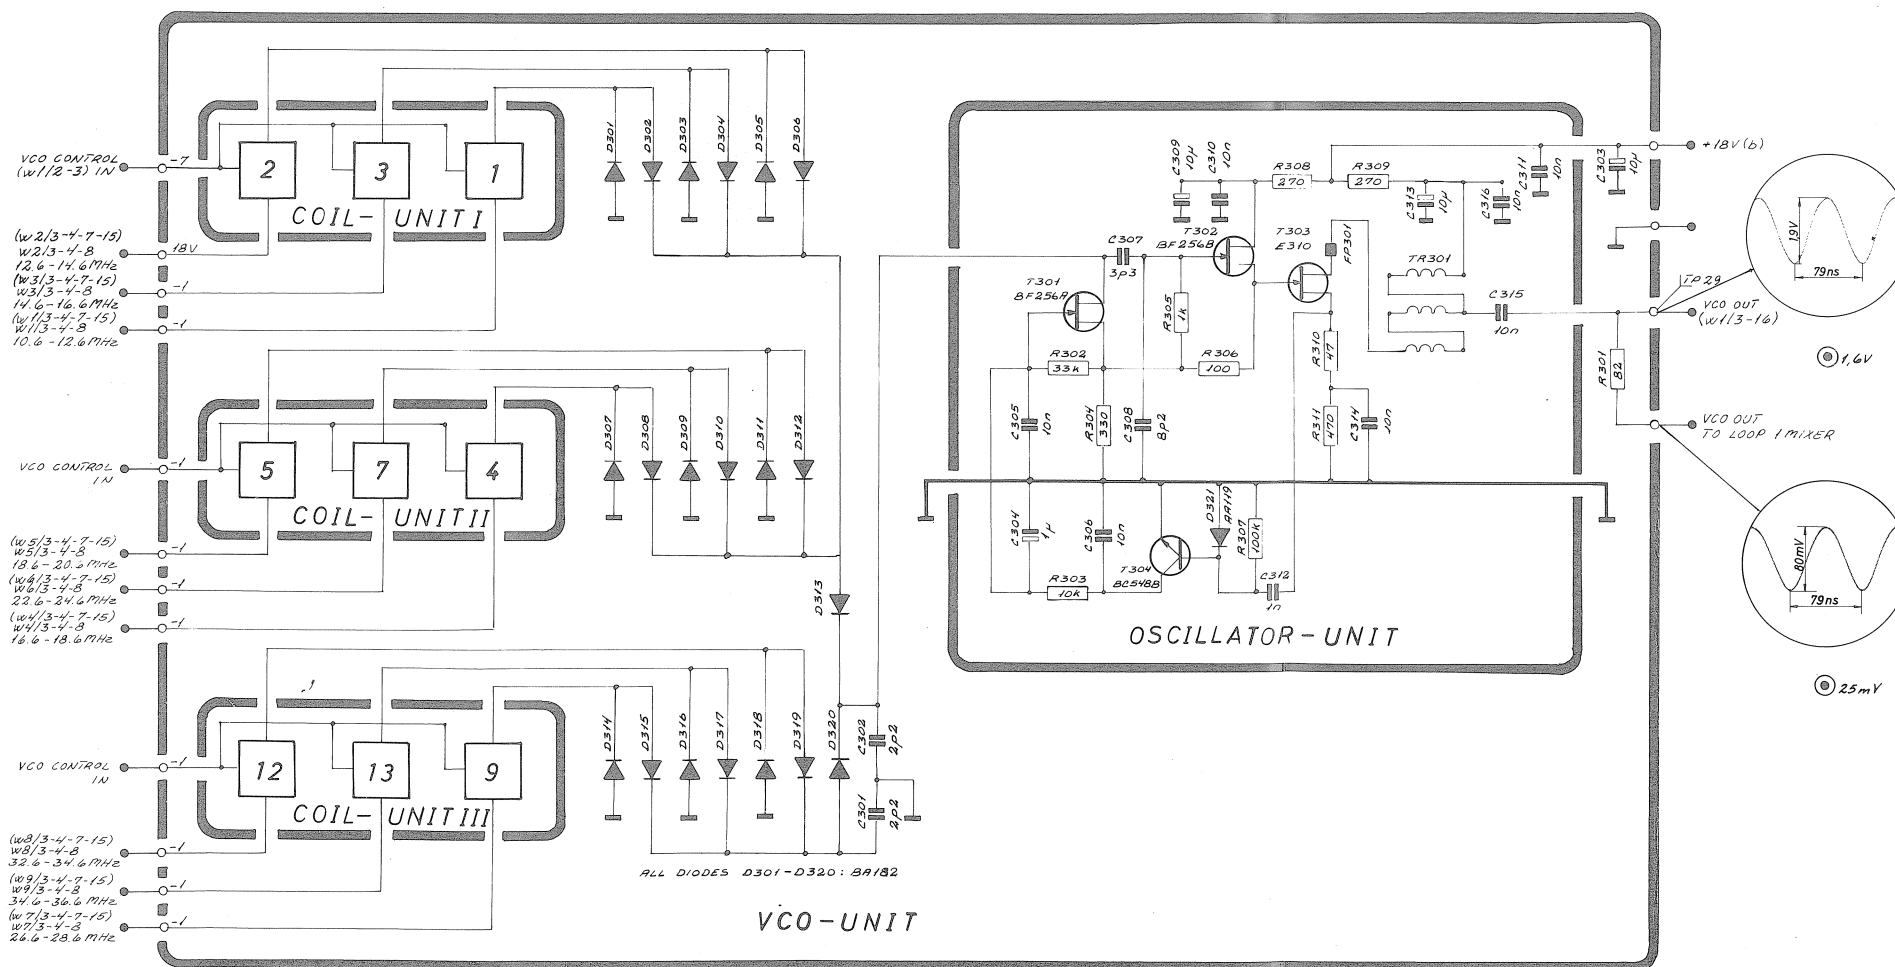 VCO CONTROL
(W1/2-3) IN
-7
2
3
1
COIL-UNIT I
(W2/3-4-7-15)
W2/3-4-8
12.6-14.6MHz
18V
(W3/3-4-7-15)
W3/3-4-8
14.6-16.6MHz
-1
(W1/3-4-7-15)
W1/3-4-8
10.6-12.6MHz
-1
D301
D302
D303
D304
D305
D306
VCO CONTROL
IN
-1
5
7
4
COIL-UNIT II
(W5/3-4-7-15)
W5/3-4-8
18.6-20.6MHz
-1
(W6/3-4-7-15)
W6/3-4-8
22.6-24.6MHz
-1
(W4/3-4-7-15)
W4/3-4-8
16.6-18.6MHz
-1
D307
D308
D309
D310
D311
D312
D313
VCO CONTROL
IN
-1
12
13
9
COIL-UNIT III
(W8/3-4-7-15)
W8/3-4-8
32.6-34.6MHz
-1
(W9/3-4-7-15)
W9/3-4-8
34.6-36.6MHz
-1
(W7/3-4-7-15)
W7/3-4-8
26.6-28.6MHz
-1
D314
D315
D316
D317
D318
D319
D320
C302
2p2
C301
2p2
ALL DIODES D301-D320: BA182
VCO-UNIT
C309
10µ
C310
10n
R308
270
R309
270
C313
10µ
C316
10n
C311
10n
C303
10µ
+18V(b)
C307
3p3
T302
BF256B
T303
E310
FP301
TR301
T301
BF256A
R305
1k
C315
10n
TP29
VCO OUT
(W1/3-16)
R302
33k
R306
100
R310
47
R301
82
C305
10n
R304
330
C308
8p2
R311
470
C314
10n
VCO OUT
TO LOOP 1 MIXER
C304
1µ
C306
10n
D321
AA119
R307
100k
T304
BC548B
C312
1n
R303
10k
OSCILLATOR-UNIT
1,9V
79ns
1,6V
80mV
79ns
25mV